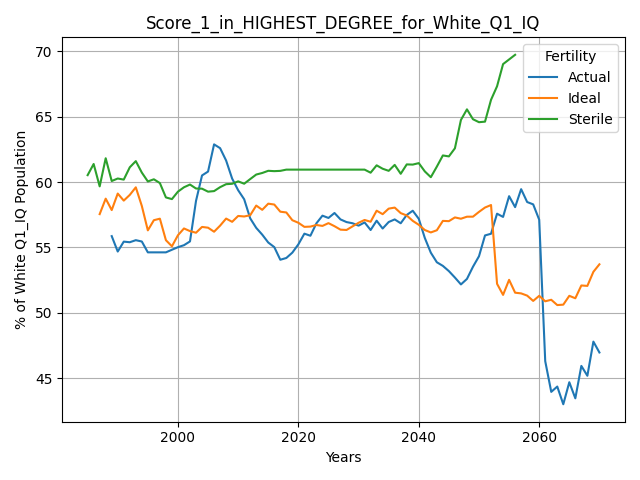 Score_1_in_HIGHEST_DEGREE_for_White_Q1_IQ
% of White Q1_IQ Population
70
65
60
55
50
45
Fertility
Actual
Ideal
Sterile
2000
2020
2040
2060
Years